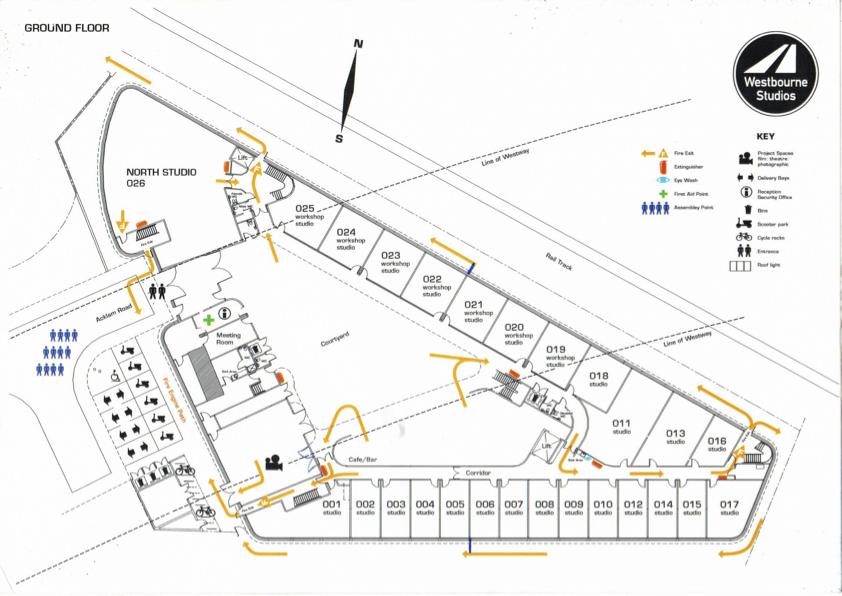 GROUND FLOOR
N
S
Westbourne
Studios
KEY
Fire Exit
Extinguisher
Eye Wash
First Aid Point
Assembley Point
Project Spaces
film: theatre:
photographic
Delivery Bays
Reception
Security Office
Bins
Scooter park
Cycle racks
Entrance
Roof light
Line of Westway
Rail Track
Line of Westway
NORTH STUDIO
026
Lift
Fire Exit
025
workshop
studio
024
workshop
studio
023
workshop
studio
022
workshop
studio
021
workshop
studio
020
workshop
studio
019
workshop
studio
018
studio
011
studio
013
studio
016
studio
Acklam Road
Meeting
Room
Courtyard
Fire Engine Path
Cafe/Bar
Corridor
Lift
Fire Exit
001
studio
002
studio
003
studio
004
studio
005
studio
006
studio
007
studio
008
studio
009
studio
010
studio
012
studio
014
studio
015
studio
017
studio